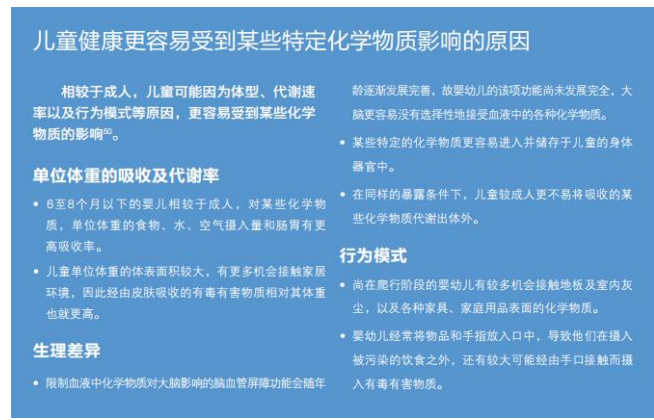 儿童健康更容易受到某些特定化学物质影响的原因
相较于成人，儿童可能因为体型、代谢速
率以及行为模式等原因，更容易受到某些化学
物质的影响⁵⁰。
单位体重的吸收及代谢率
• 6至8个月以下的婴儿相较于成人，对某些化学物
质，单位体重的食物、水、空气摄入量和肠胃有更
高吸收率。
• 儿童单位体重的体表面积较大，有更多机会接触家居
环境，因此经由皮肤吸收的有毒有害物质相对其体重
也就更高。
生理差异
• 限制血液中化学物质对大脑影响的脑血管屏障功能会随年
龄逐渐发展完善，故婴幼儿的该项功能尚未发展完全，大
脑更容易没有选择性地接受血液中的各种化学物质。
• 某些特定的化学物质更容易进入并储存于儿童的身体
器官中。
• 在同样的暴露条件下，儿童较成人更不易将吸收的某
些化学物质代谢出体外。
行为模式
• 尚在爬行阶段的婴幼儿有较多机会接触地板及室内灰
尘，以及各种家具、家庭用品表面的化学物质。
• 婴幼儿经常将物品和手指放入口中，导致他们在摄入
被污染的饮食之外，还有较大可能经由手口接触而摄
入有毒有害物质。